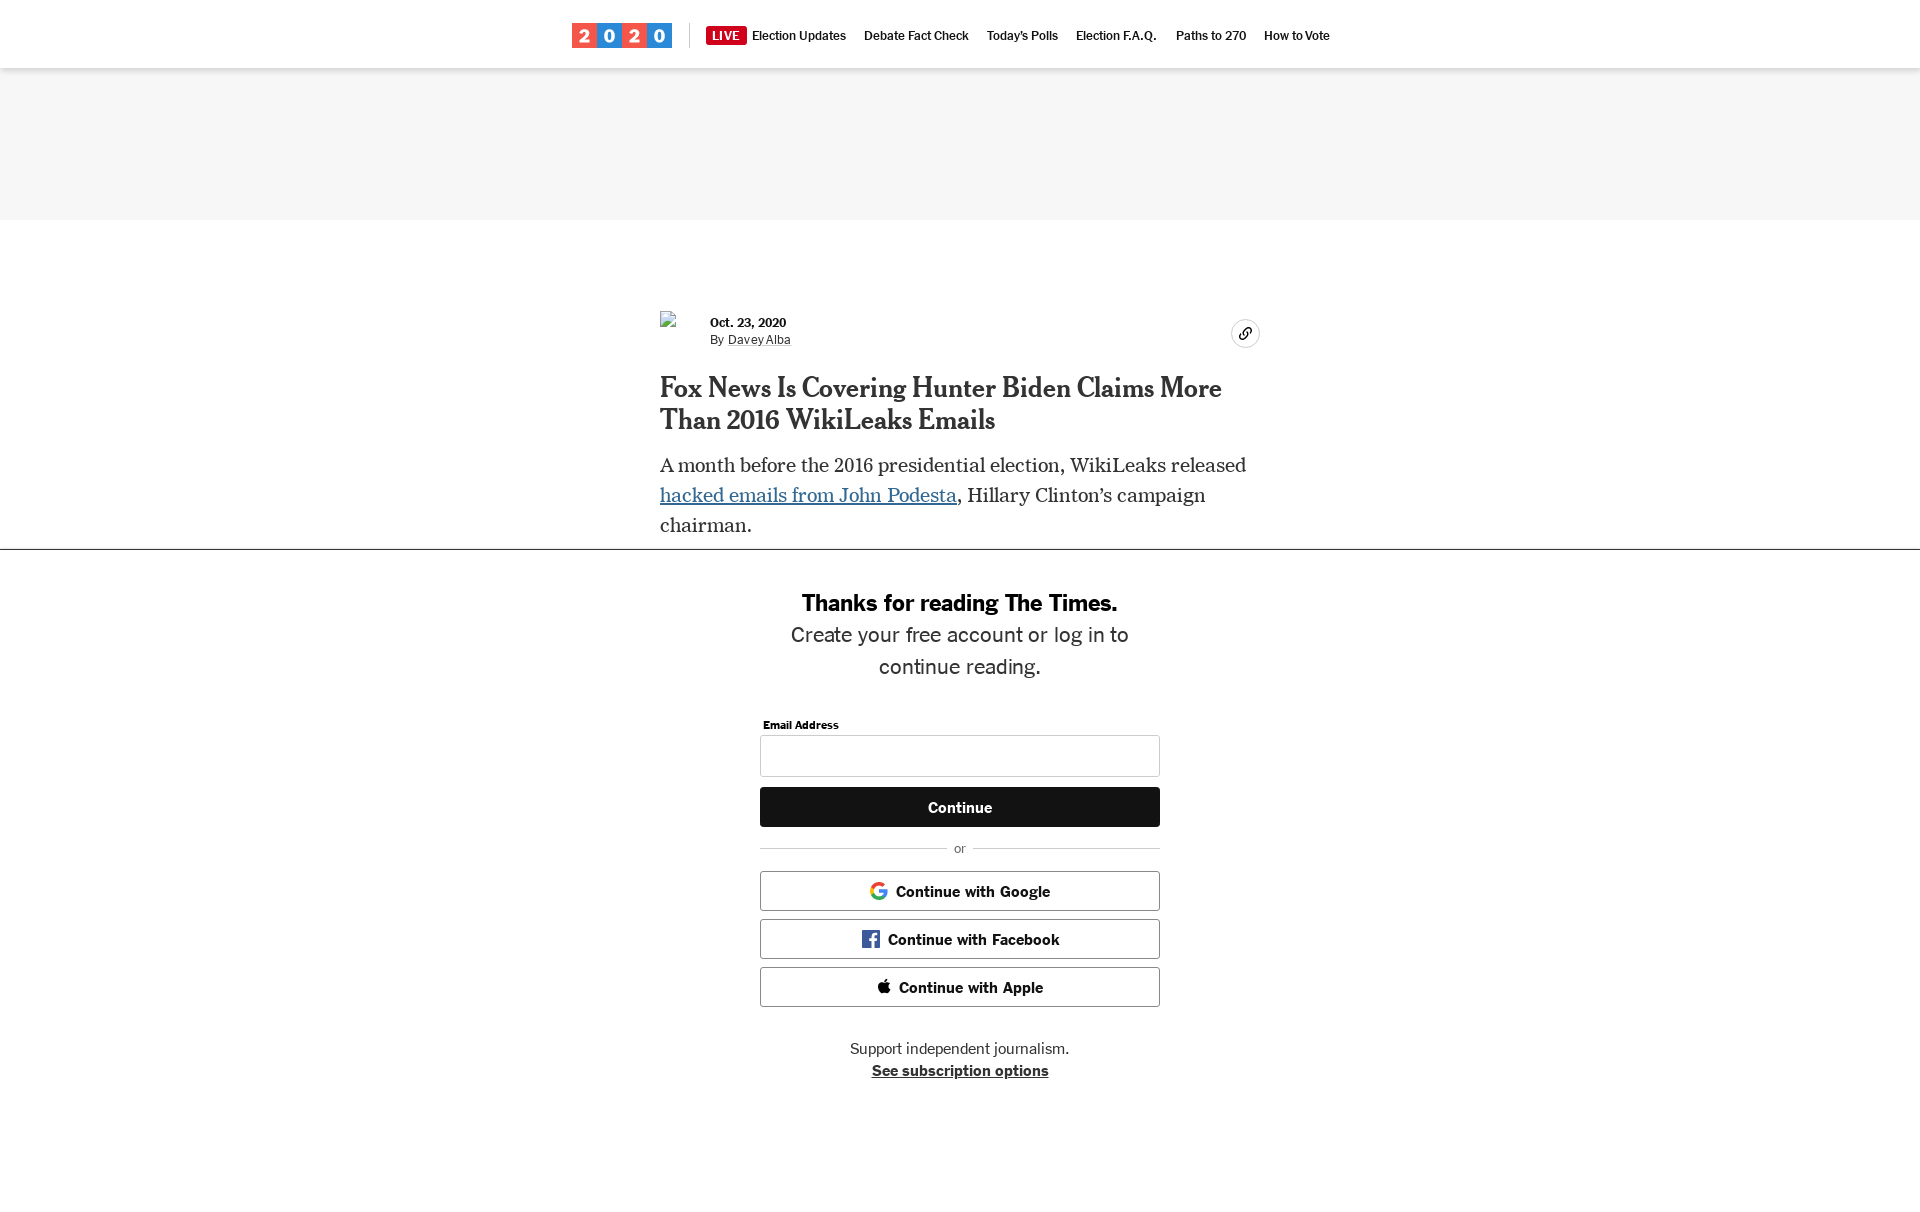 2020 LIVE Election Updates Debate Fact Check Today's Polls Election F.A.Q. Paths to 270 How to Vote
Oct. 23, 2020
By Davey Alba
Fox News Is Covering Hunter Biden Claims More
Than 2016 WikiLeaks Emails
A month before the 2016 presidential election, WikiLeaks released
hacked emails from John Podesta, Hillary Clinton’s campaign
chairman.
Thanks for reading The Times.
Create your free account or log in to
continue reading.
Email Address
Continue
or
Continue with Google
Continue with Facebook
Continue with Apple
Support independent journalism.
See subscription options